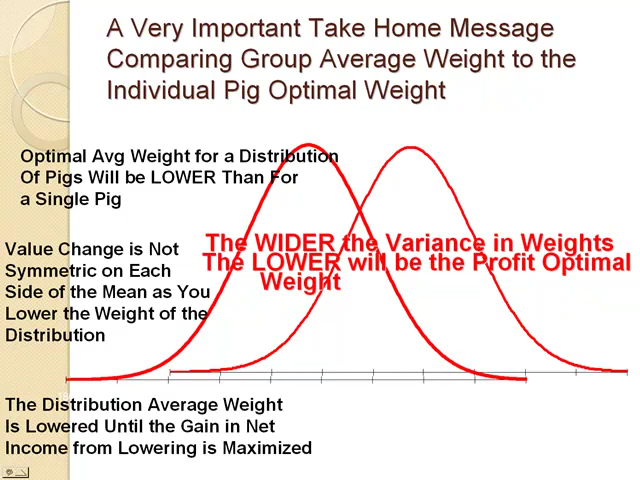 A Very Important Take Home Message
Comparing Group Average Weight to the
Individual Pig Optimal Weight
Optimal Avg Weight for a Distribution
Of Pigs Will be LOWER Than For
a Single Pig
The WIDER the Variance in Weights
The LOWER will be the Profit Optimal
Weight
Value Change is Not
Symmetric on Each
Side of the Mean as You
Lower the Weight of the
Distribution
The Distribution Average Weight
Is Lowered Until the Gain in Net
Income from Lowering is Maximized